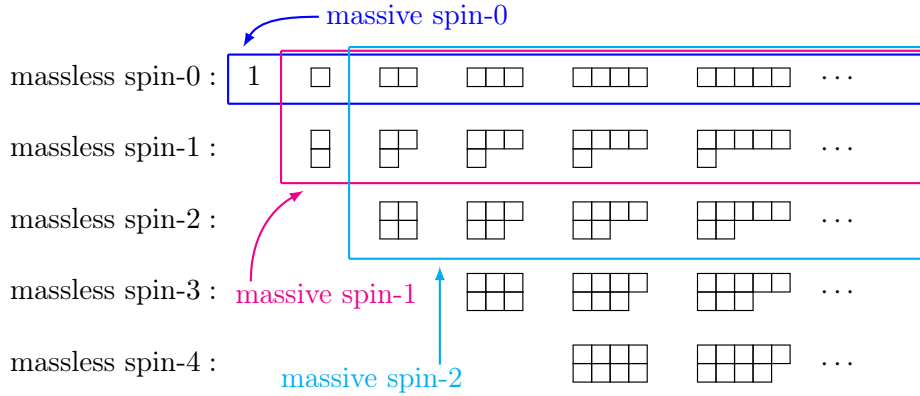 massive spin-0
massless spin-0 : 1 ···
massless spin-1 : ···
massless spin-2 : ···
massless spin-3 : ···
massive spin-1
massless spin-4 : ···
massive spin-2